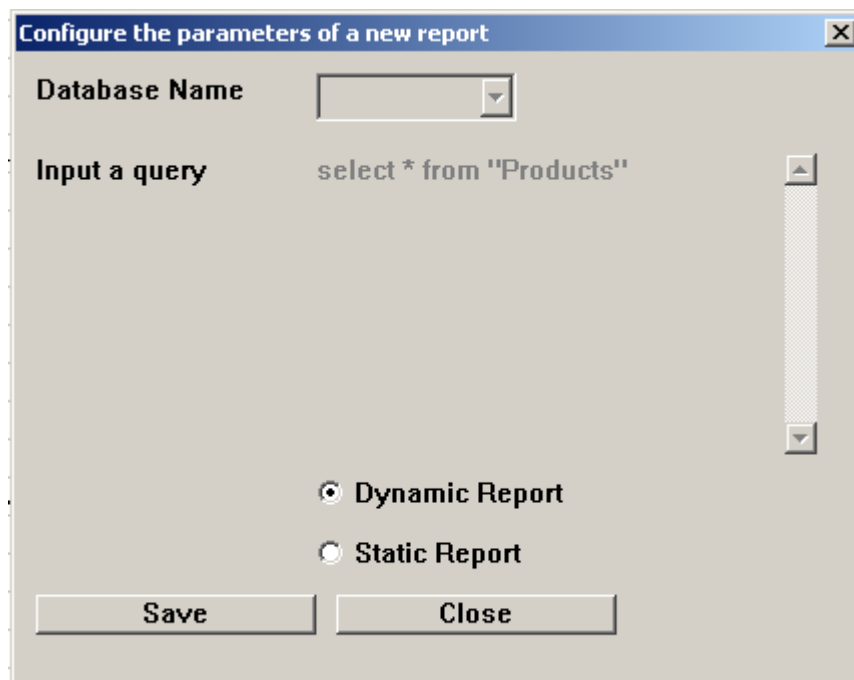 Configure the parameters of a new report
Database Name
Input a query
select * from "Products"
Dynamic Report
Static Report
Save
Close